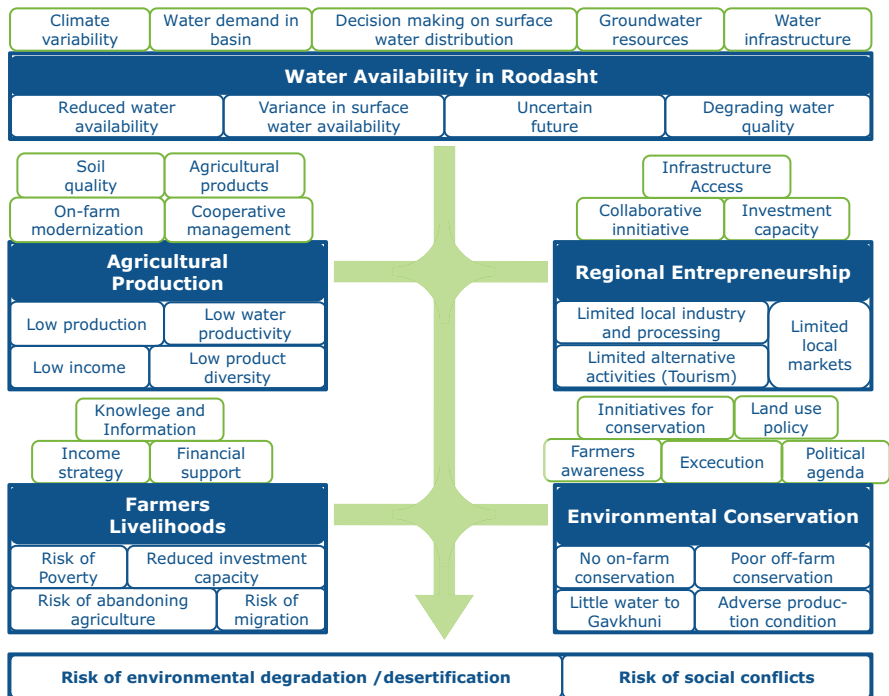 Climate
variability
Water demand in
basin
Decision making on surface
water distribution
Groundwater
resources
Water
infrastructure
Water Availability in Roodasht
Reduced water
availability
Variance in surface
water availability
Uncertain
future
Degrading water
quality
Soil
quality
Agricultural
products
On-farm
modernization
Cooperative
management
Agricultural
Production
Low production
Low water
productivity
Low income
Low product
diversity
Infrastructure
Access
Collaborative
innitiative
Investment
capacity
Regional Entrepreneurship
Limited local industry
and processing
Limited alternative
activities (Tourism)
Limited
local
markets
Knowlege and
Information
Income
strategy
Financial
support
Farmers
Livelihoods
Risk of
Poverty
Reduced investment
capacity
Risk of abandoning
agriculture
Risk of
migration
Innitiatives for
conservation
Land use
policy
Farmers
awareness
Excecution
Political
agenda
Environmental Conservation
No on-farm
conservation
Poor off-farm
conservation
Little water to
Gavkhuni
Adverse produc-
tion condition
Risk of environmental degradation /desertification
Risk of social conflicts